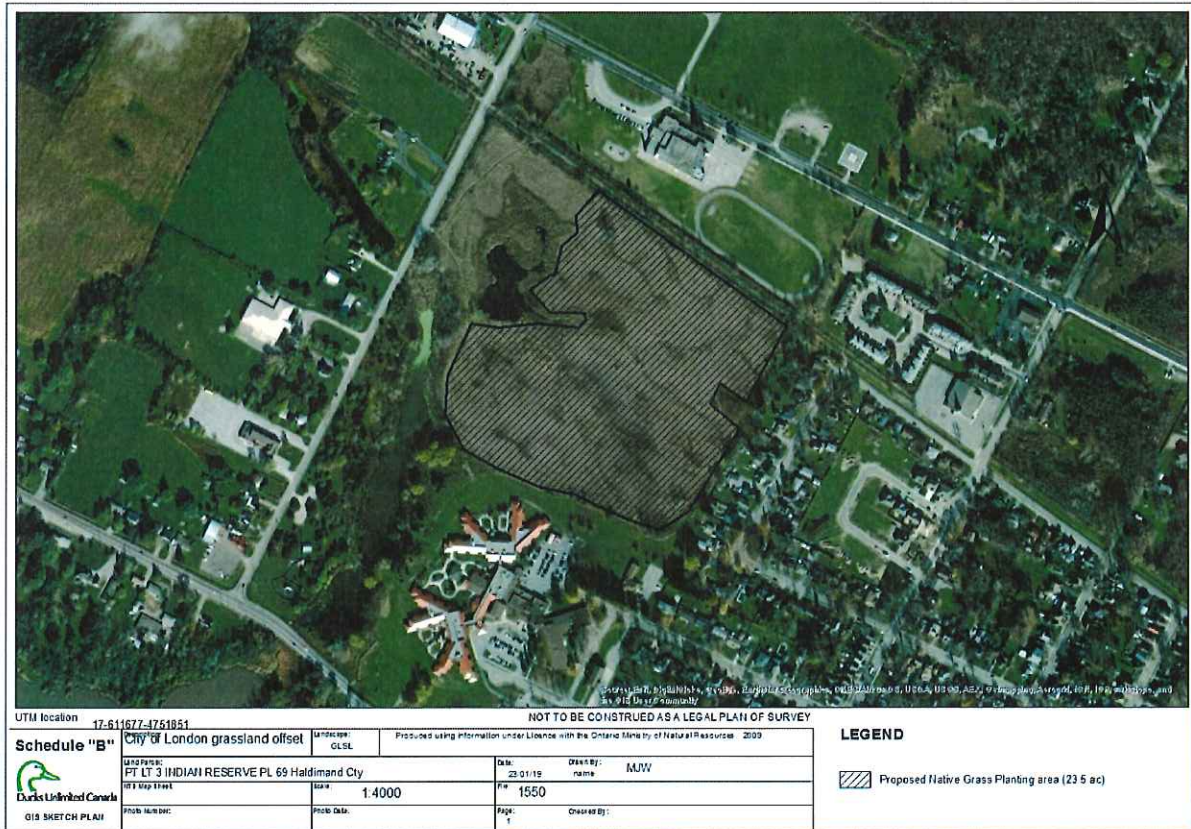 UTM location 17-611677-4751851
NOT TO BE CONSTRUED AS A LEGAL PLAN OF SURVEY
Schedule "B"
Ducks Unlimited Canada
GIS SKETCH PLAN
City of London grassland offset
Landscape:
GLSL
Produced using information under Licence with the Ontario Ministry of Natural Resources 2009
Land Parcel:
PT LT 3 INDIAN RESERVE PL 69 Haldimand Cty
Date:
23/01/19
Drawn By:
name MJW
Map Sheet:
Scale:
1:4000
File
1550
Photo Number:
Photo Date:
Page:
1
Checked By:
LEGEND
Proposed Native Grass Planting area (23.5 ac)